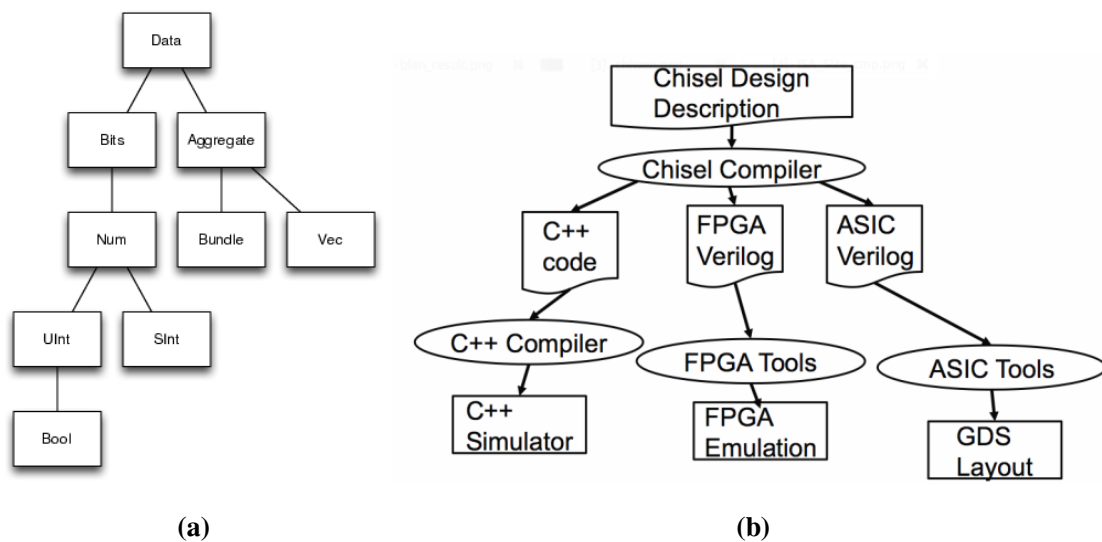 Data
Bits
Aggregate
Num
Bundle
Vec
UInt
SInt
Bool
(a)
Chisel Design
Description
Chisel Compiler
C++
code
FPGA
Verilog
ASIC
Verilog
C++ Compiler
FPGA Tools
ASIC Tools
C++
Simulator
FPGA
Emulation
GDS
Layout
(b)